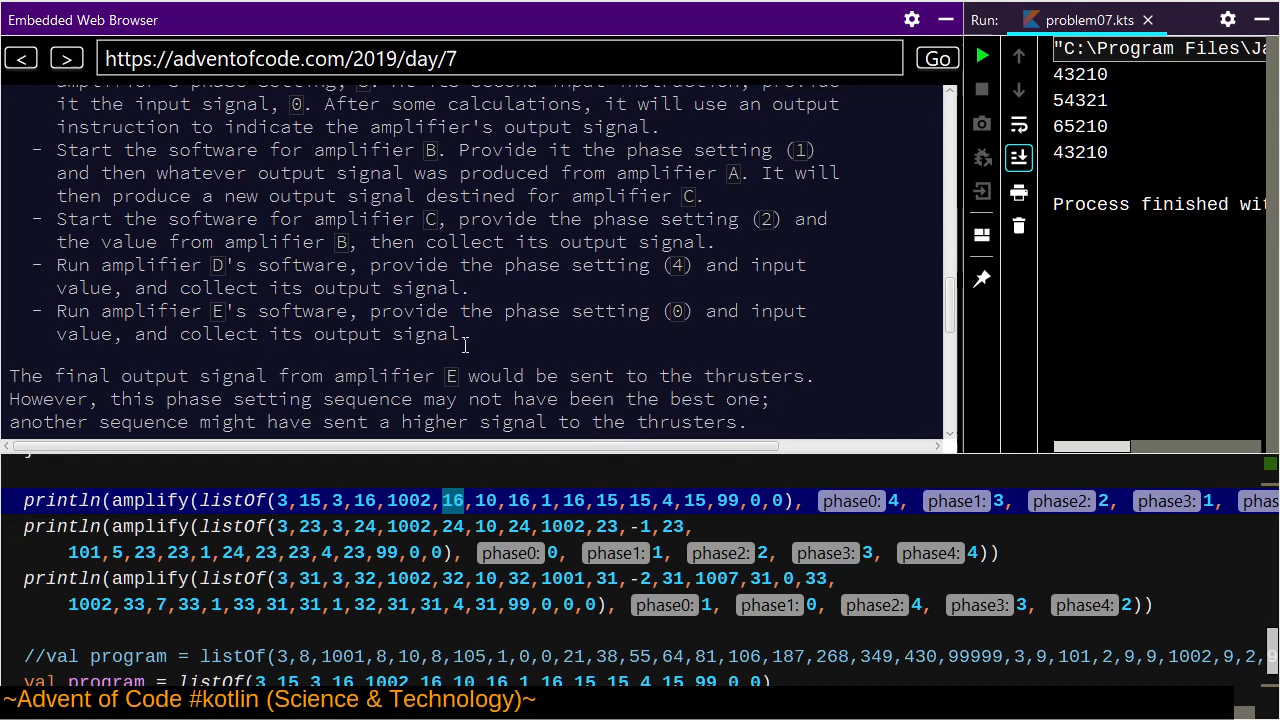 Embedded Web Browser
< > https://adventofcode.com/2019/day/7 Go
it the input signal, 0. After some calculations, it will use an output
instruction to indicate the amplifier's output signal.
- Start the software for amplifier B. Provide it the phase setting (1)
and then whatever output signal was produced from amplifier A. It will
then produce a new output signal destined for amplifier C.
- Start the software for amplifier C, provide the phase setting (2) and
the value from amplifier B, then collect its output signal.
- Run amplifier D's software, provide the phase setting (4) and input
value, and collect its output signal.
- Run amplifier E's software, provide the phase setting (0) and input
value, and collect its output signal.
The final output signal from amplifier E would be sent to the thrusters.
However, this phase setting sequence may not have been the best one;
another sequence might have sent a higher signal to the thrusters.
Run: problem07.kts
"C:\Program Files\Ja
43210
54321
65210
43210
Process finished wit
println(amplify(listOf(3,15,3,16,1002,16,10,16,1,16,15,15,4,15,99,0,0), phase0: 4, phase1: 3, phase2: 2, phase3: 1, phas
println(amplify(listOf(3,23,3,24,1002,24,10,24,1002,23,-1,23,
101,5,23,23,1,24,23,23,4,23,99,0,0), phase0: 0, phase1: 1, phase2: 2, phase3: 3, phase4: 4))
println(amplify(listOf(3,31,3,32,1002,32,10,32,1001,31,-2,31,1007,31,0,33,
1002,33,7,33,1,33,31,31,1,32,31,31,4,31,99,0,0,0), phase0: 1, phase1: 0, phase2: 4, phase3: 3, phase4: 2))
//val program = listOf(3,8,1001,8,10,8,105,1,0,0,21,38,55,64,81,106,187,268,349,430,99999,3,9,101,2,9,9,1002,9,2,9
val program = listOf(3,15,3,16,1002,16,10,16,1,16,15,15,4,15,99,0,0)
~Advent of Code #kotlin (Science & Technology)~